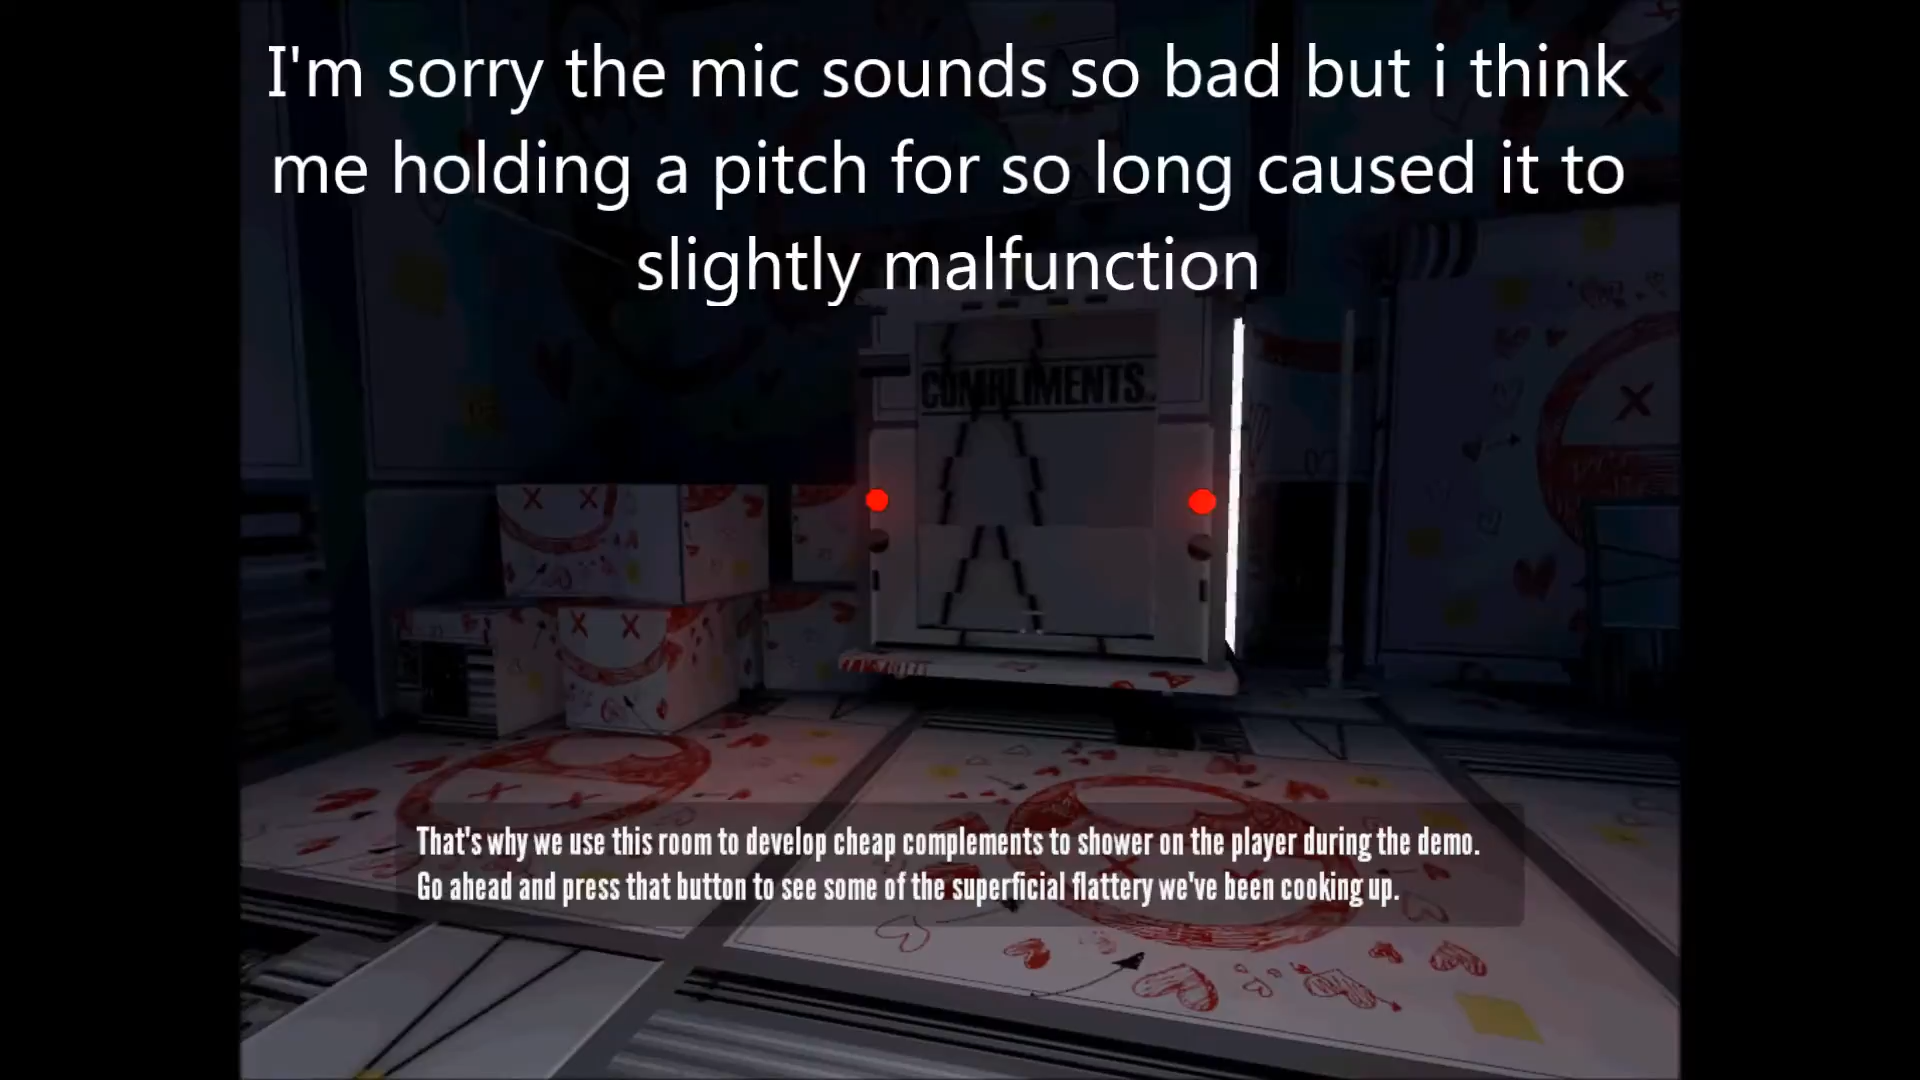 I'm sorry the mic sounds so bad but i think
me holding a pitch for so long caused it to
slightly malfunction
COMPLIMENTS.
That's why we use this room to develop cheap complements to shower on the player during the demo.
Go ahead and press that button to see some of the superficial flattery we've been cooking up.